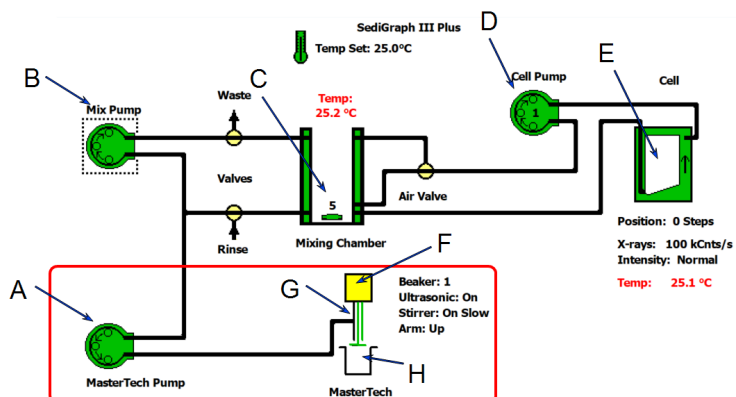 SediGraph III Plus
Temp Set: 25.0°C
D
E
B
C
Cell Pump
Cell
Mix Pump
Waste
Temp:
25.2 °C
1
Valves
5
Air Valve
Rinse
Mixing Chamber
Position: 0 Steps
X-rays: 100 kCnts/s
Intensity: Normal
Temp: 25.1 °C
A
F
G
Beaker: 1
Ultrasonic: On
Stirrer: On Slow
Arm: Up
H
MasterTech Pump
MasterTech